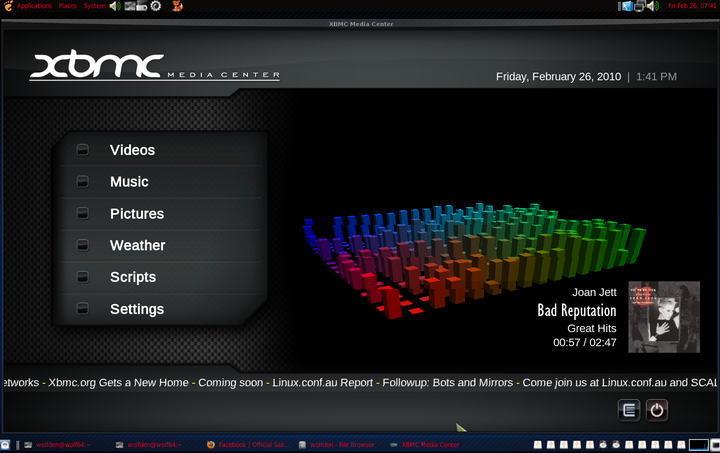 Applications Places System
Fri Feb 26, 07:41
XBMC Media Center
xbmc MEDIA CENTER
Friday, February 26, 2010 | 1:41 PM
Videos
Music
Pictures
Weather
Scripts
Settings
Joan Jett
Bad Reputation
Great Hits
00:57 / 02:47
etworks - Xbmc.org Gets a New Home - Coming soon - Linux.conf.au Report - Followup: Bots and Mirrors - Come join us at Linux.conf.au and SCAL
wolfden@wolf64:~
wolfden@wolf64:~
Facebook / Official Sab...
wolfden - File Browser
XBMC Media Center